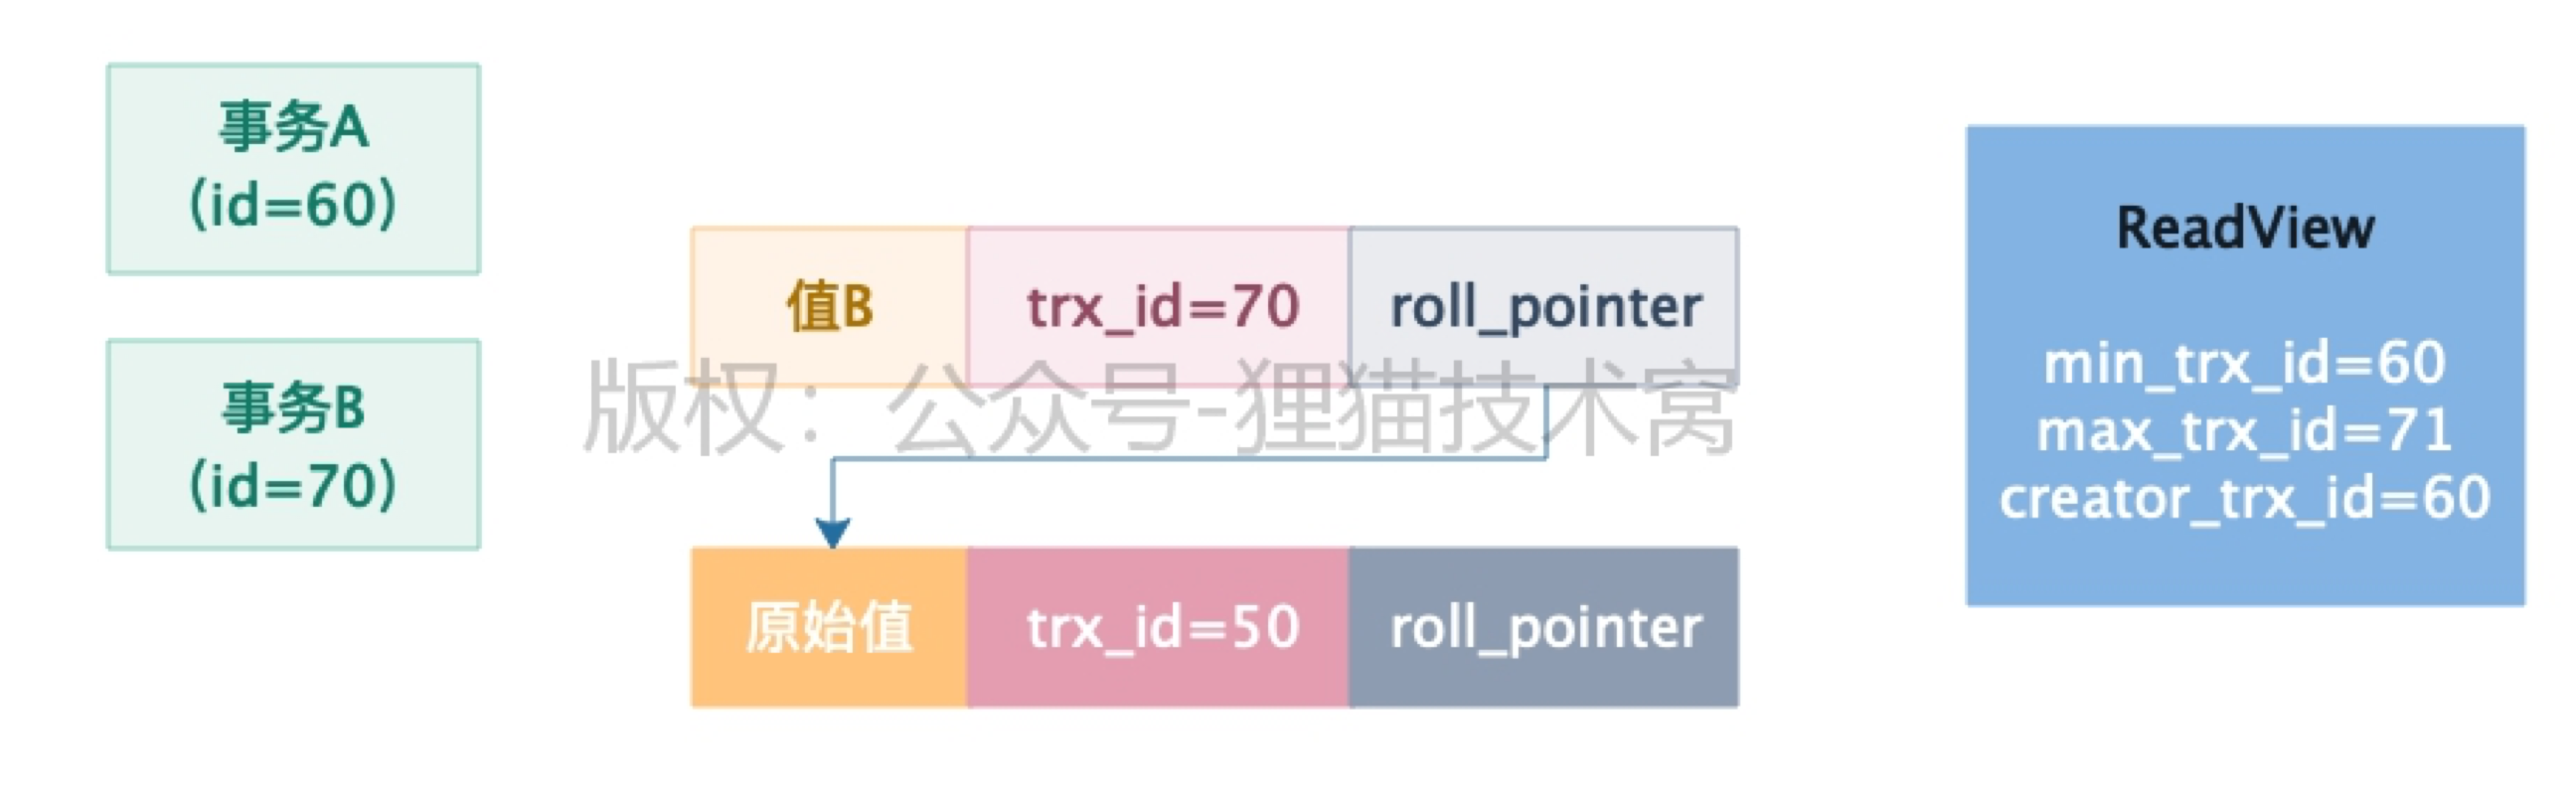 事务A
(id=60)
事务B
(id=70)
值B
trx_id=70
roll_pointer
版权：公众号-狸猫技术窝
原始值
trx_id=50
roll_pointer
ReadView
min_trx_id=60
max_trx_id=71
creator_trx_id=60